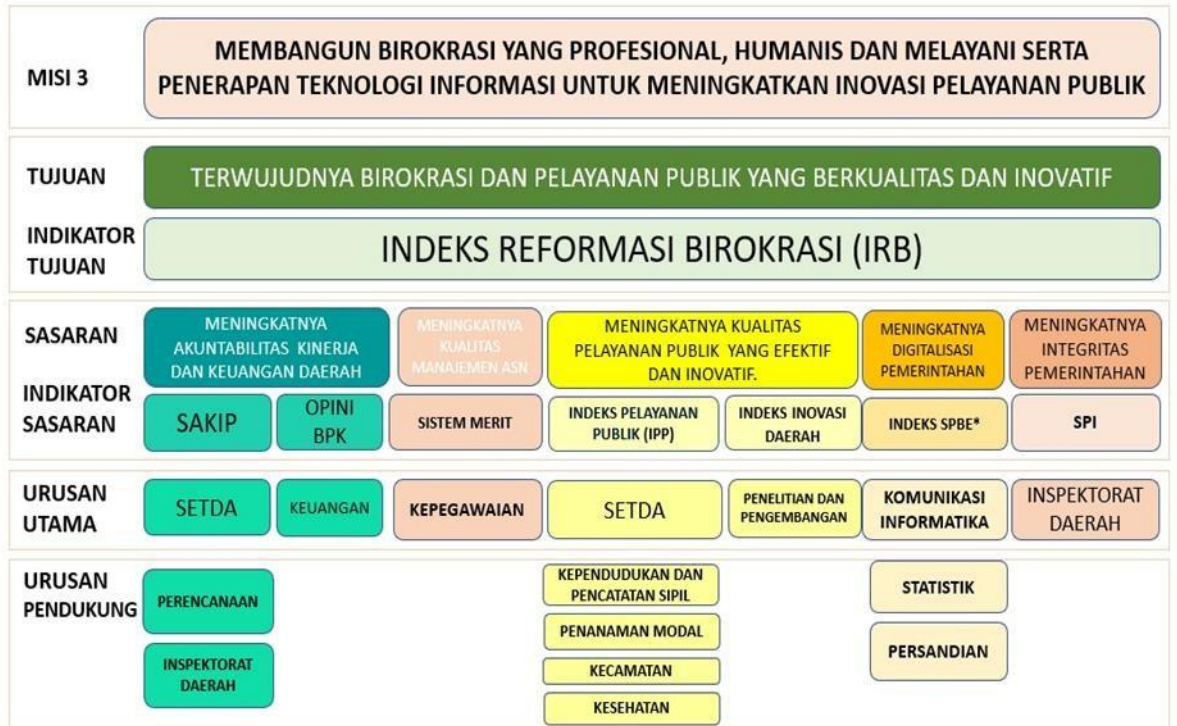 MISI 3
MEMBANGUN BIROKRASI YANG PROFESIONAL, HUMANIS DAN MELAYANI SERTA
PENERAPAN TEKNOLOGI INFORMASI UNTUK MENINGKATKAN INOVASI PELAYANAN PUBLIK
TUJUAN
TERWUJUDNYA BIROKRASI DAN PELAYANAN PUBLIK YANG BERKUALITAS DAN INOVATIF
INDIKATOR
TUJUAN
INDEKS REFORMASI BIROKRASI (IRB)
SASARAN
MENINGKATNYA
AKUNTABILITAS KINERJA
DAN KEUANGAN DAERAH
MENINGKATNYA
KUALITAS
MANAJEMEN ASN
MENINGKATNYA KUALITAS
PELAYANAN PUBLIK YANG EFEKTIF
DAN INOVATIF.
MENINGKATNYA
DIGITALISASI
PEMERINTAHAN
MENINGKATNYA
INTEGRITAS
PEMERINTAHAN
INDIKATOR
SASARAN
SAKIP
OPINI
BPK
SISTEM MERIT
INDEKS PELAYANAN
PUBLIK (IPP)
INDEKS INOVASI
DAERAH
INDEKS SPBE*
SPI
URUSAN
UTAMA
SETDA
KEUANGAN
KEPEGAWAIAN
SETDA
PENELITIAN DAN
PENGEMBANGAN
KOMUNIKASI
INFORMATIKA
INSPEKTORAT
DAERAH
URUSAN
PENDUKUNG
PERENCANAAN
INSPEKTORAT
DAERAH
KEPENDUDUKAN DAN
PENCATATAN SIPIL
PENANAMAN MODAL
KECAMATAN
KESEHATAN
STATISTIK
PERSANDIAN